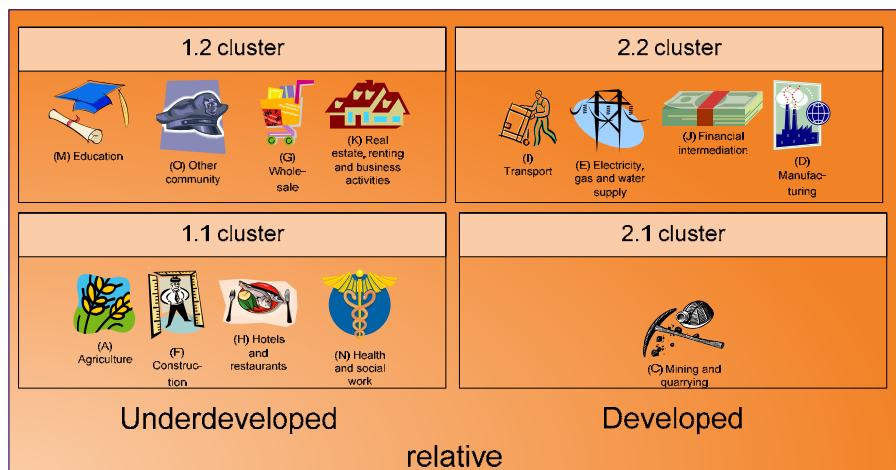 1.2 cluster
2.2 cluster
(M) Education
(O) Other
community
(G)
Whole-
sale
(K) Real
estate, renting
and business
activities
(I)
Transport
(E) Electricity,
gas and water
supply
(J) Financial
intermediation
(D)
Manufac-
turing
1.1 cluster
2.1 cluster
(A)
Agriculture
(F)
Construc-
tion
(H) Hotels and
restaurants
(N) Health
and social
work
(C) Mining and
quarrying
Underdeveloped
Developed
relative